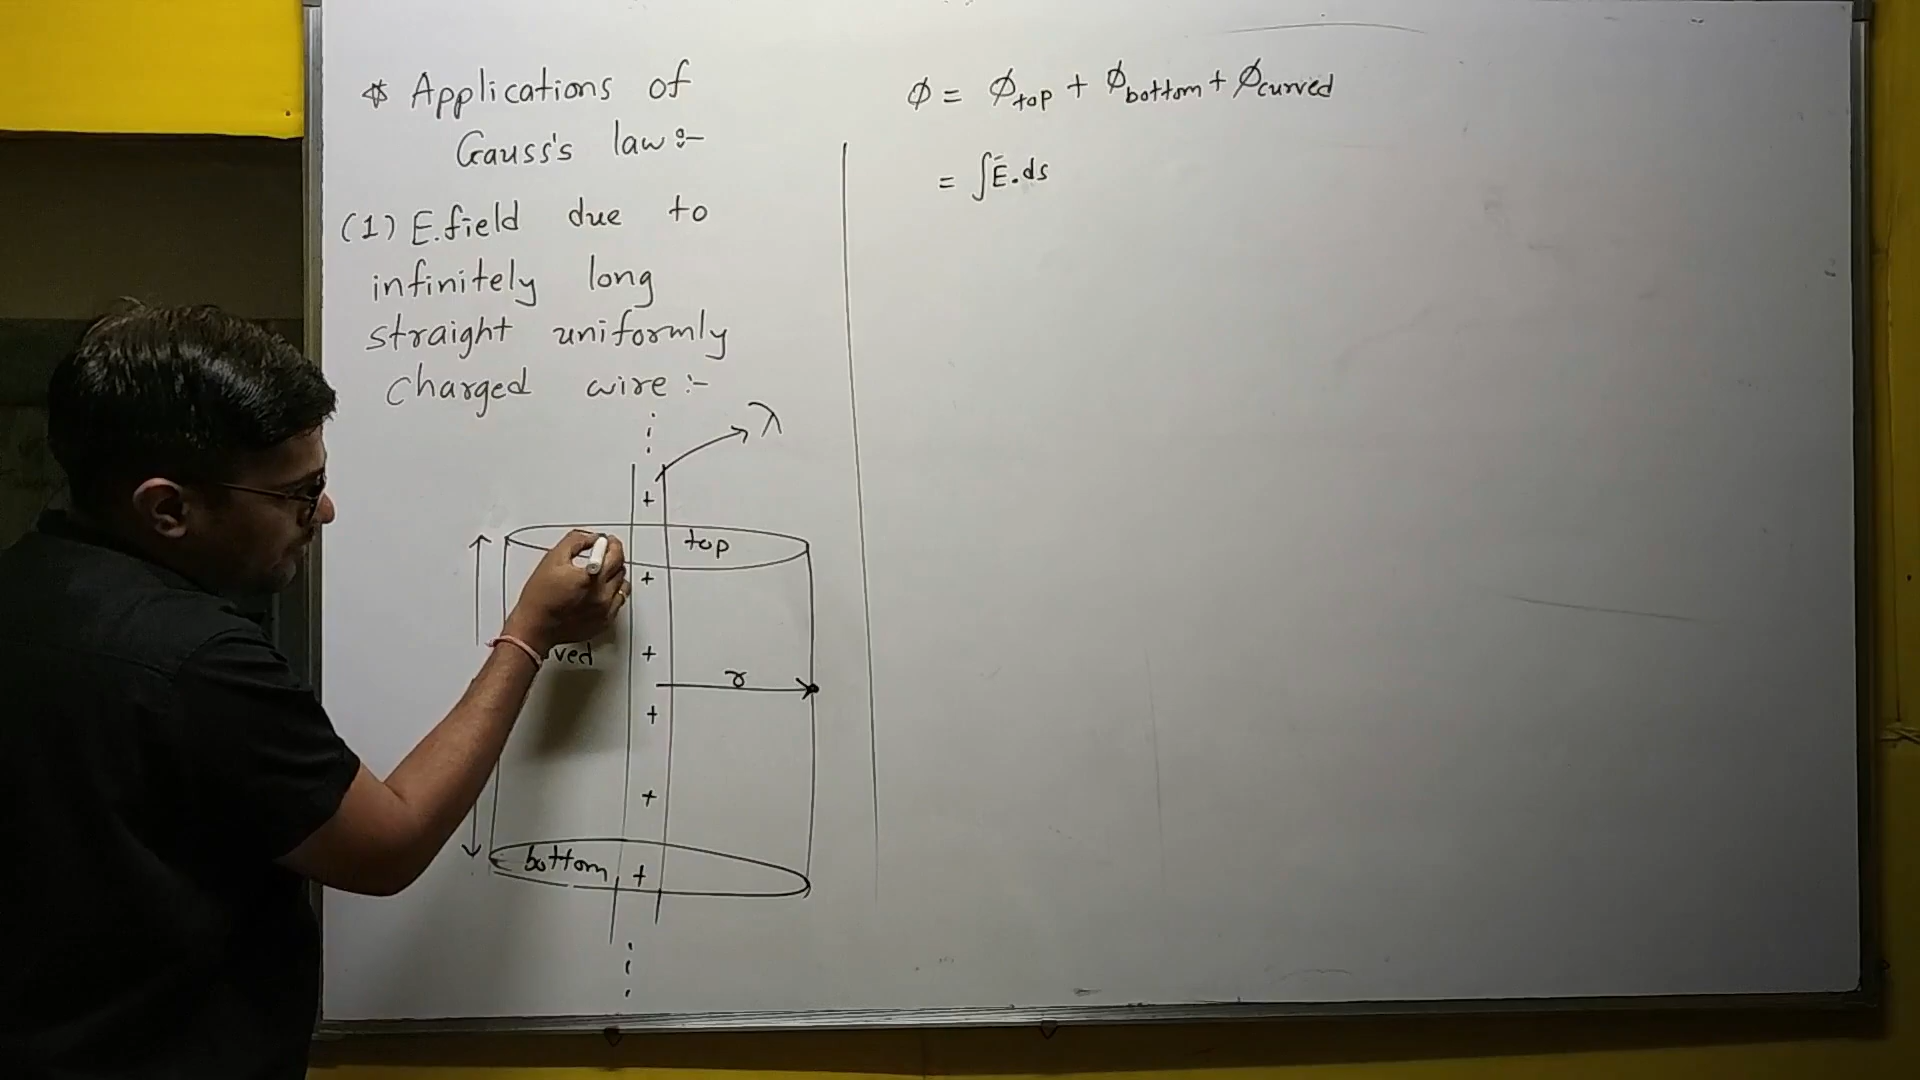 * Applications of
Gauss's law :-
(1) E.field due to
infinitely long
straight uniformly
charged wire :-
λ
+
top
+
ved
+
r
+
+
bottom +
ϕ = ϕtop + ϕbottom + ϕcurved
= ∫E̅.ds